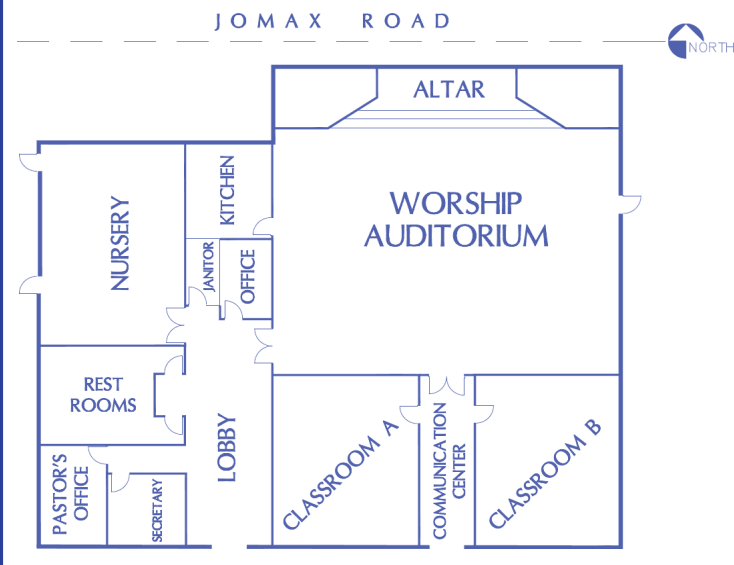 JOMAX ROAD
NORTH
ALTAR
WORSHIP
AUDITORIUM
NURSERY
KITCHEN
JANITOR
OFFICE
REST
ROOMS
LOBBY
PASTOR'S
OFFICE
SECRETARY
CLASSROOM A
COMMUNICATION
CENTER
CLASSROOM B